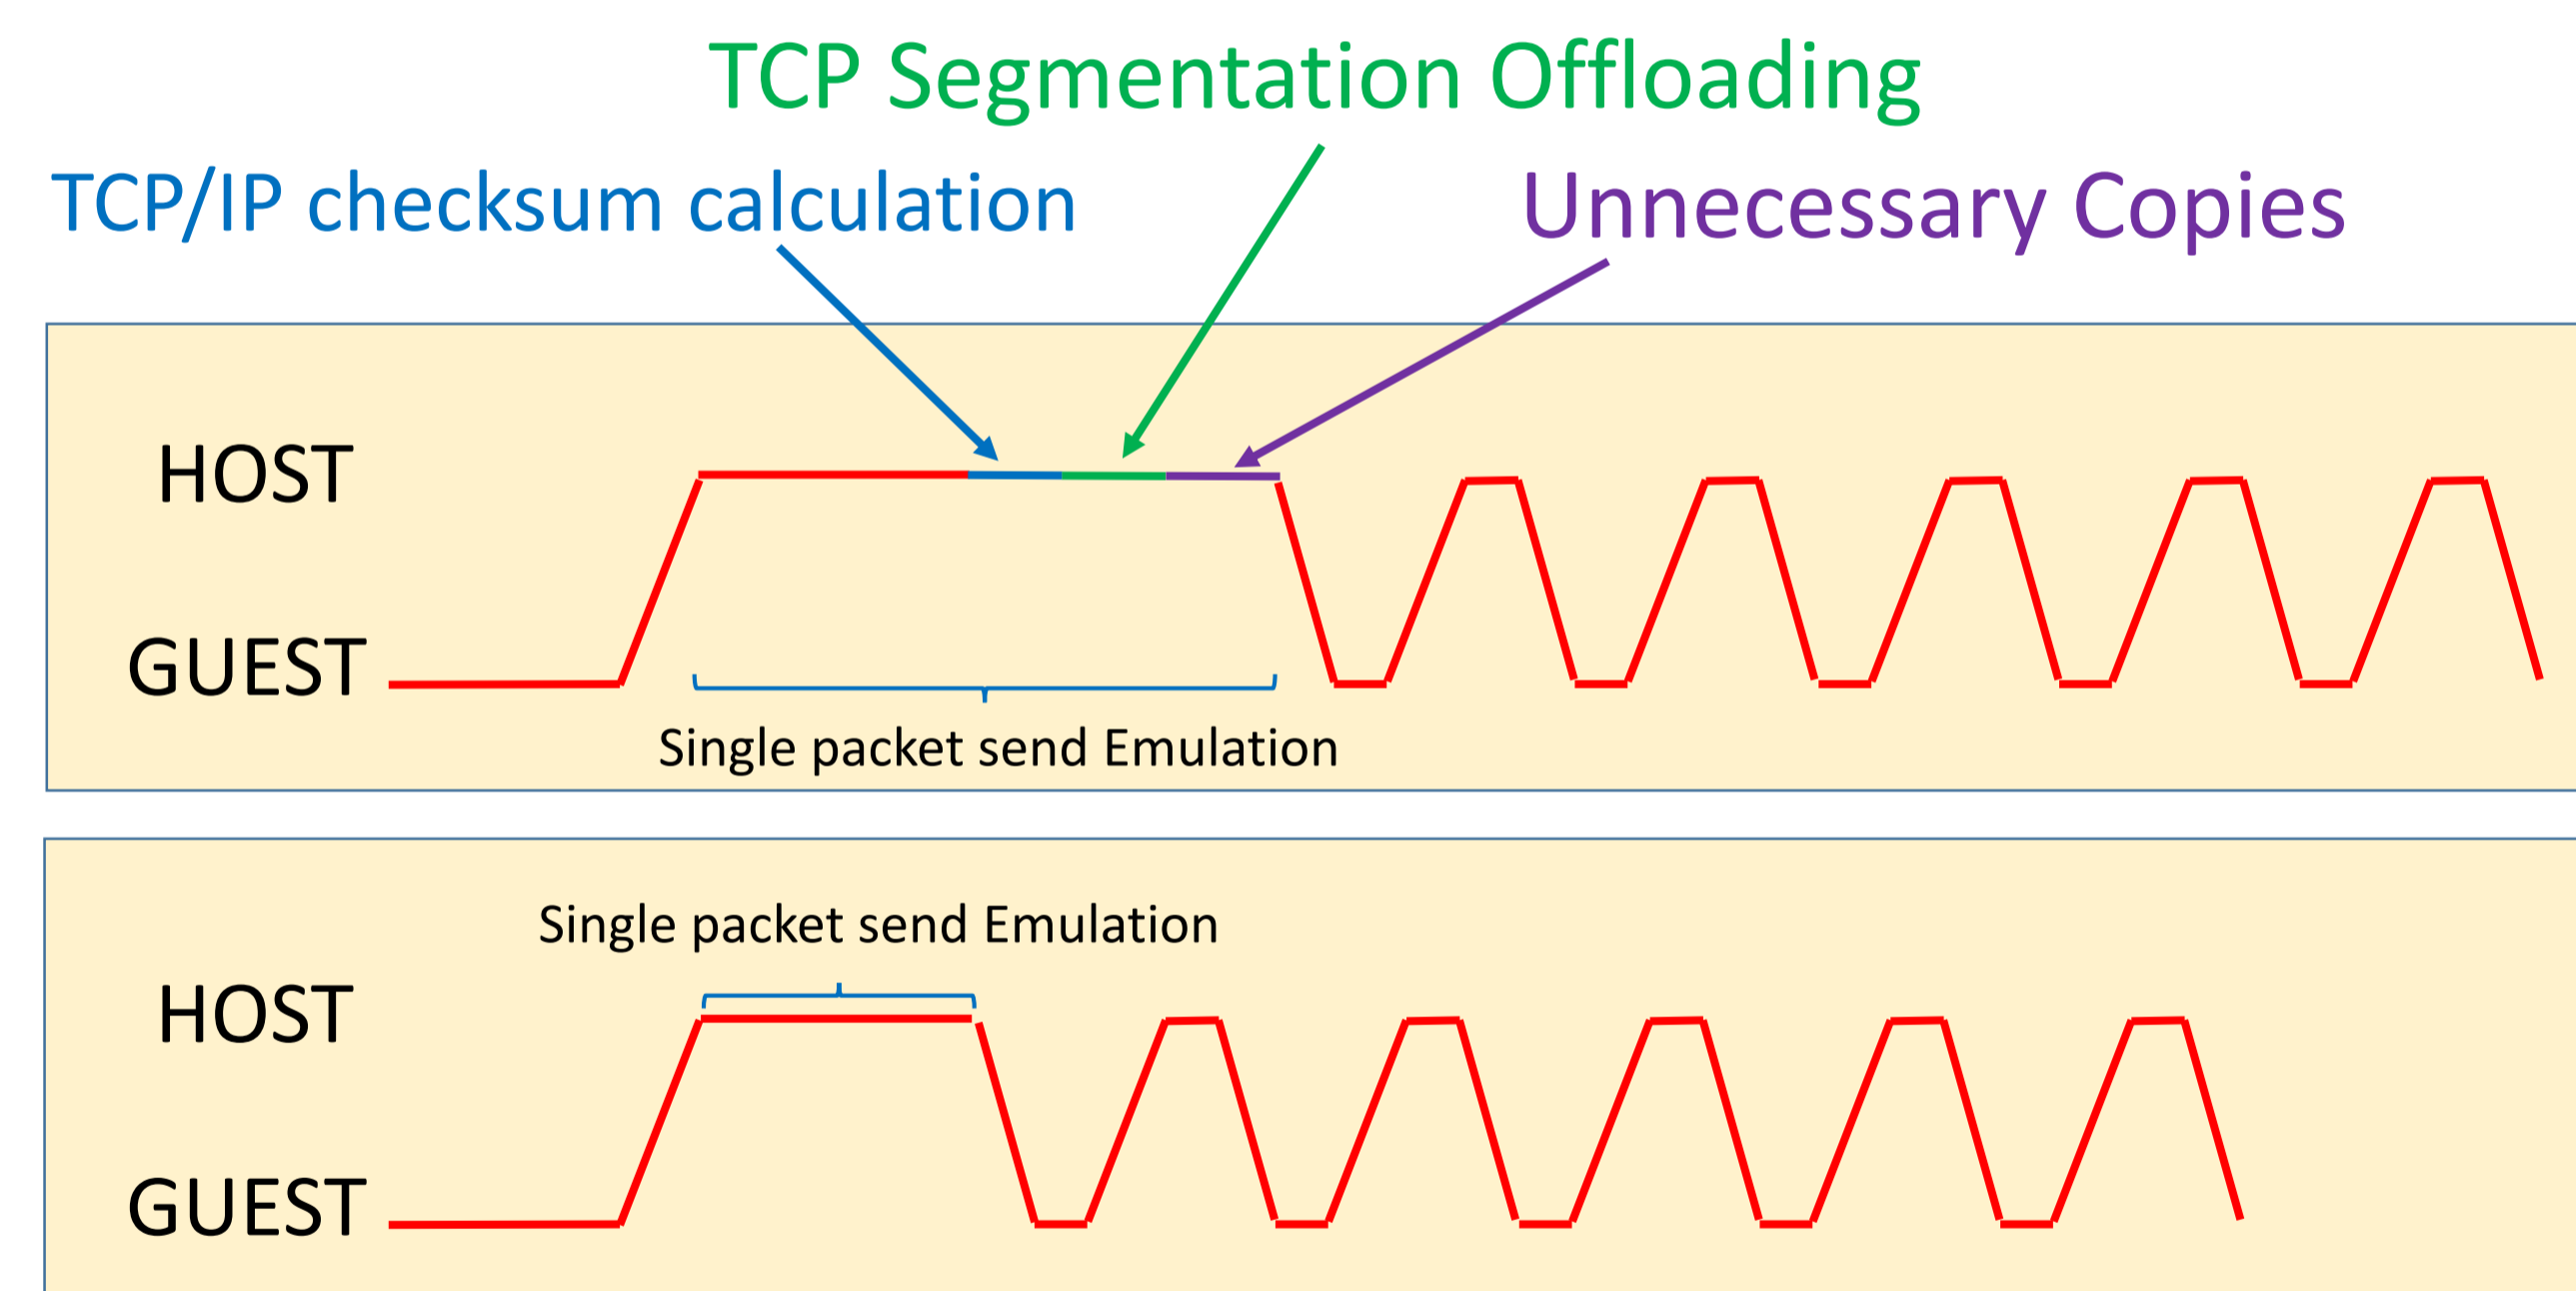 TCP Segmentation Offloading
TCP/IP checksum calculation
Unnecessary Copies
HOST
GUEST
Single packet send Emulation
Single packet send Emulation
HOST
GUEST